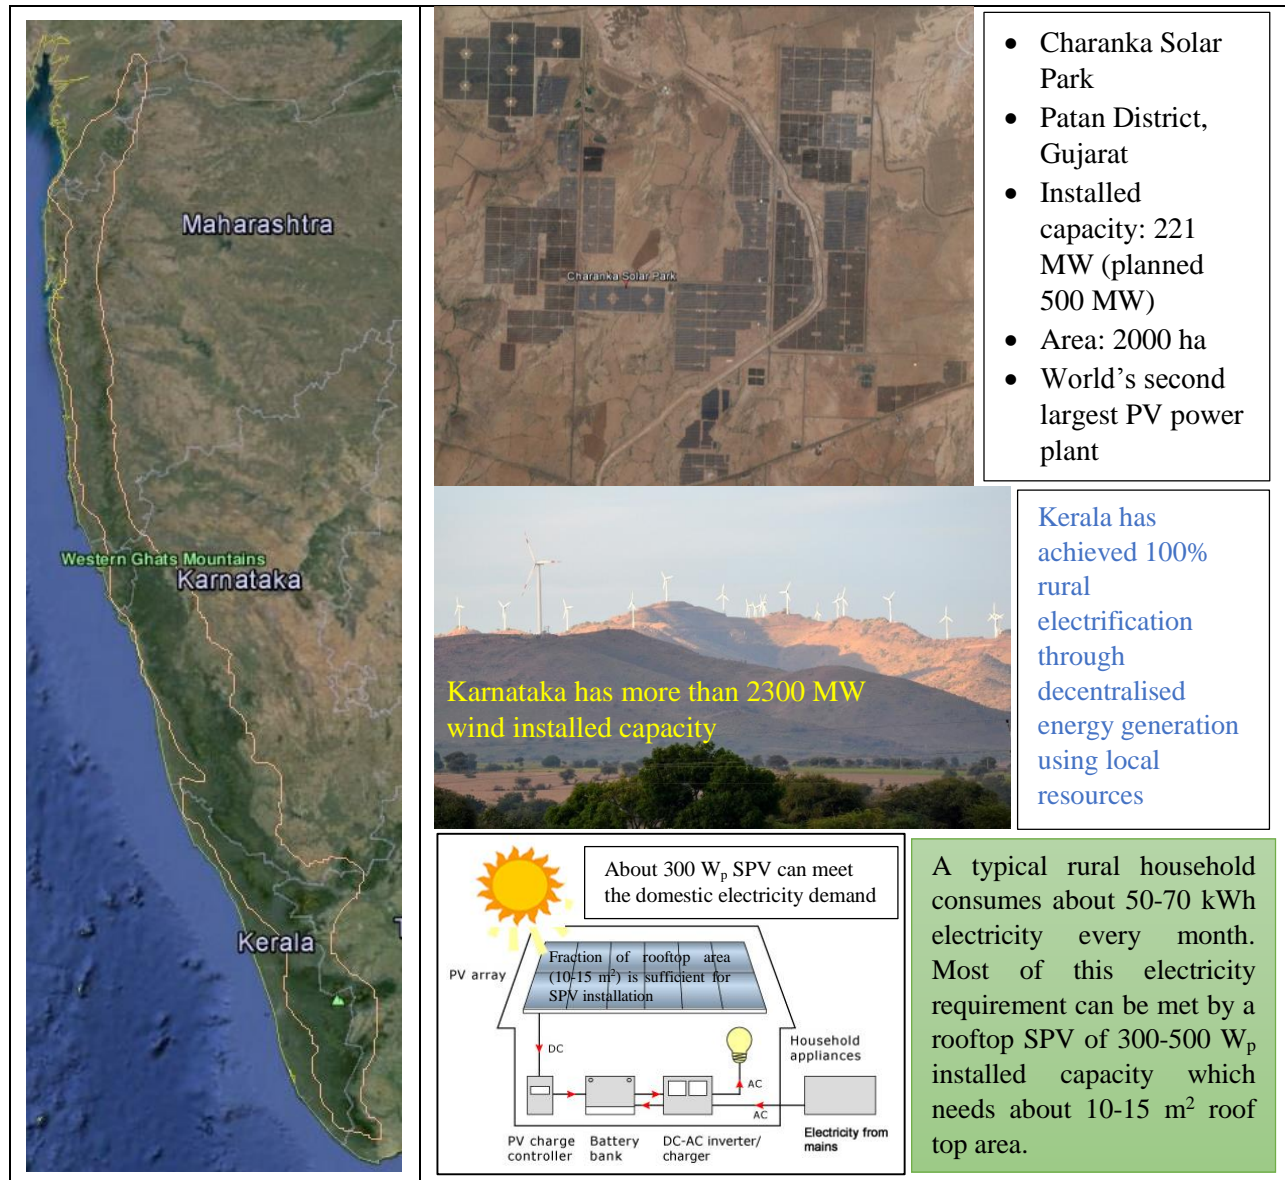 Maharashtra
Western Ghats Mountains
Karnataka
Kerala
Charanka Solar Park
• Charanka Solar
Park
• Patan District,
Gujarat
• Installed
capacity: 221
MW (planned
500 MW)
• Area: 2000 ha
• World’s second
largest PV power
plant
Karnataka has more than 2300 MW
wind installed capacity
Kerala has
achieved 100%
rural
electrification
through
decentralised
energy generation
using local
resources
About 300 Wp SPV can meet
the domestic electricity demand
PV array
Fraction of rooftop area
(10-15 m²) is sufficient for
SPV installation
DC
AC
AC
Household
appliances
PV charge
controller
Battery
bank
DC-AC inverter/
charger
Electricity from
mains
A typical rural household
consumes about 50-70 kWh
electricity every month.
Most of this electricity
requirement can be met by a
rooftop SPV of 300-500 Wp
installed capacity which
needs about 10-15 m² roof
top area.